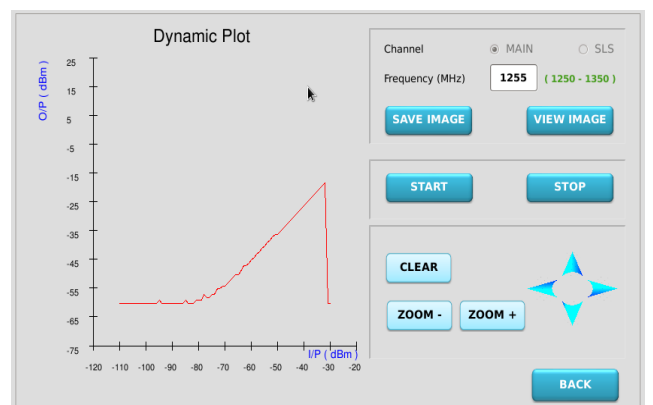 Dynamic Plot
O/P ( dBm )
25
15
5
-5
-15
-25
-35
-45
-55
-65
-75
-120 -110 -100 -90 -80 -70 -60 -50 -40 -30 -20
I/P ( dBm )
Channel MAIN SLS
Frequency (MHz) 1255 ( 1250 - 1350 )
SAVE IMAGE VIEW IMAGE
START STOP
CLEAR
ZOOM - ZOOM +
BACK